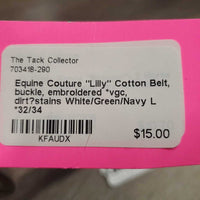 The Tack Collector
703418-280
Equine Couture "Lilly" Cotton Belt,
buckle, embroidered *vgc,
dirt?stains White/Green/Navy L
*32/34
KFAUDX
$15.00